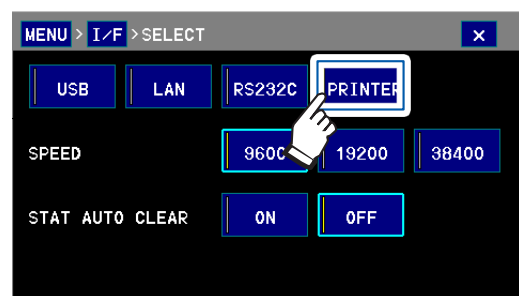 MENU > I/F >SELECT x
USB LAN RS232C PRINTER
SPEED 9600 19200 38400
STAT AUTO CLEAR ON OFF